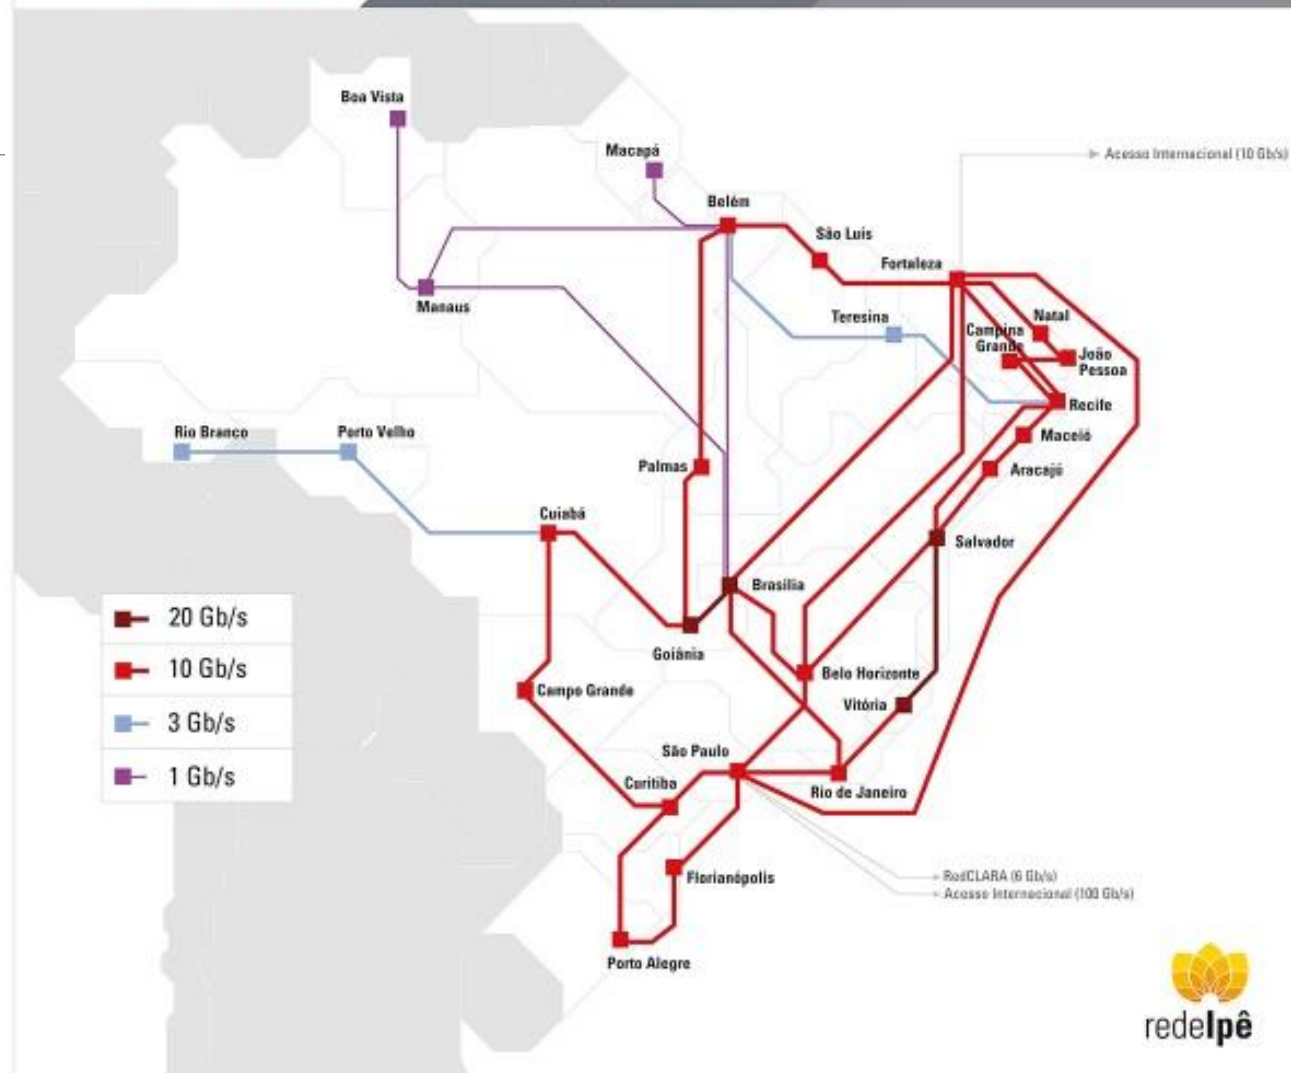 Boa Vista
Macapá
Acesso Internacional (10 Gb/s)
Belém
São Luís
Fortaleza
Manaus
Teresina
Natal
Campina
Grande
João
Pessoa
Recife
Rio Branco
Porto Velho
Maceió
Palmas
Aracajú
Cuiabá
Salvador
Brasília
20 Gb/s
Goiânia
10 Gb/s
Belo Horizonte
Campo Grande
Vitória
3 Gb/s
São Paulo
1 Gb/s
Curitiba
Rio de Janeiro
RedCLARA (6 Gb/s)
Florianópolis
Acesso Internacional (100 Gb/s)
Porto Alegre
redeIpê